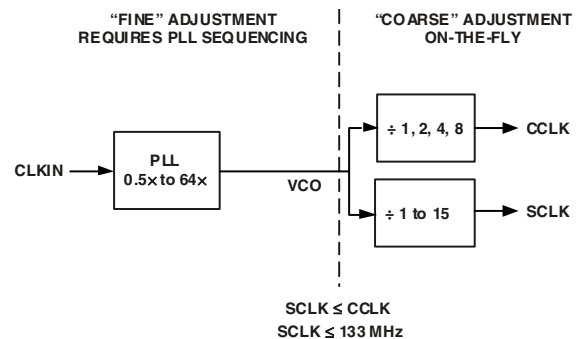 “FINE” ADJUSTMENT
REQUIRES PLL SEQUENCING
“COARSE” ADJUSTMENT
ON-THE-FLY
CLKIN
PLL
0.5× to 64×
VCO
÷ 1, 2, 4, 8
CCLK
÷ 1 to 15
SCLK
SCLK ≤ CCLK
SCLK ≤ 133 MHz